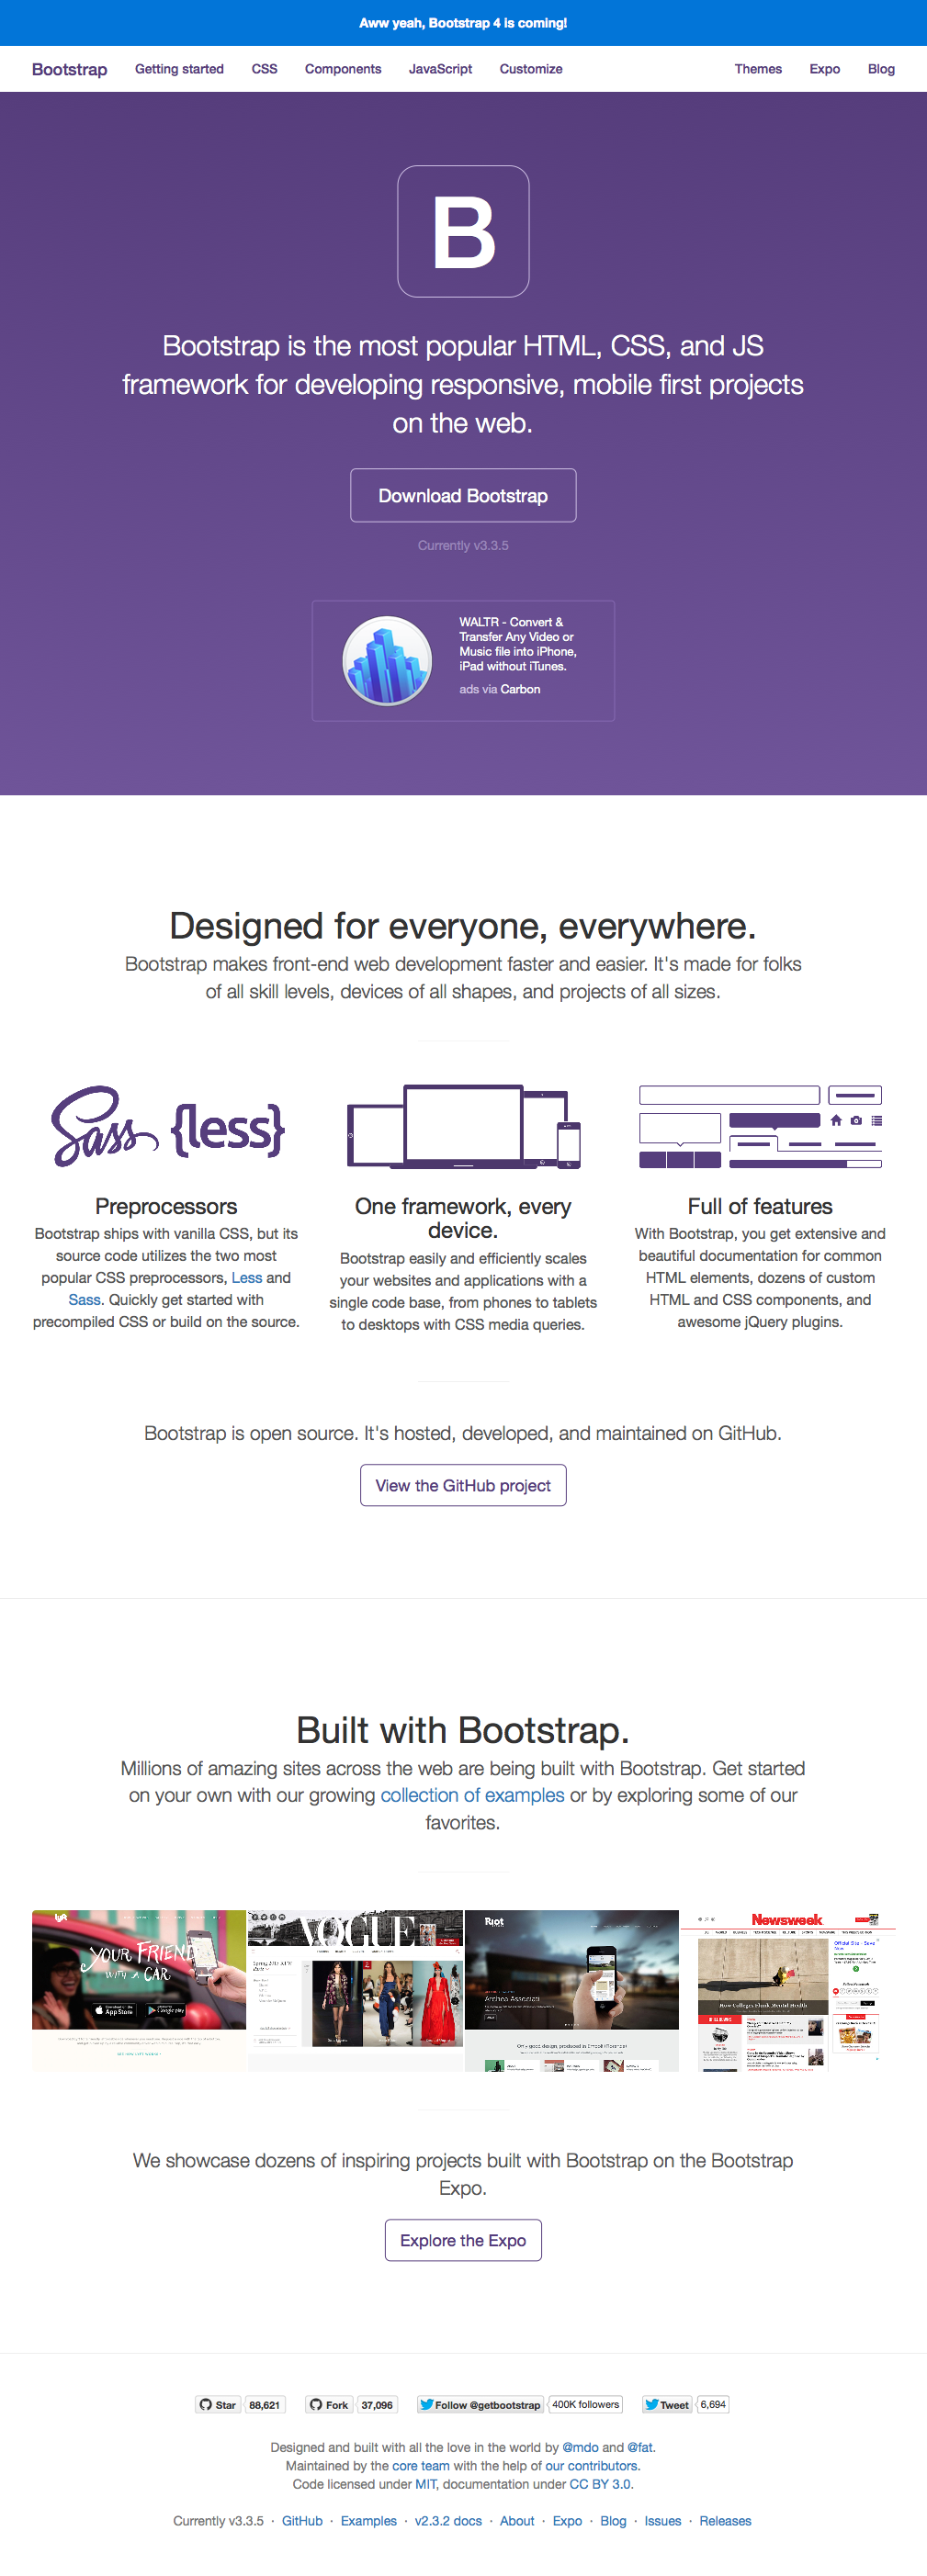 Aww yeah, Bootstrap 4 is coming!
Bootstrap Getting started CSS Components JavaScript Customize Themes Expo Blog
B
Bootstrap is the most popular HTML, CSS, and JS
framework for developing responsive, mobile first projects
on the web.
Download Bootstrap
Currently v3.3.5
WALTR - Convert &
Transfer Any Video or
Music file into iPhone,
iPad without iTunes.
ads via Carbon
Designed for everyone, everywhere.
Bootstrap makes front-end web development faster and easier. It's made for folks
of all skill levels, devices of all shapes, and projects of all sizes.
Sass {less}
Preprocessors
Bootstrap ships with vanilla CSS, but its
source code utilizes the two most
popular CSS preprocessors, Less and
Sass. Quickly get started with
precompiled CSS or build on the source.
One framework, every
device.
Bootstrap easily and efficiently scales
your websites and applications with a
single code base, from phones to tablets
to desktops with CSS media queries.
Full of features
With Bootstrap, you get extensive and
beautiful documentation for common
HTML elements, dozens of custom
HTML and CSS components, and
awesome jQuery plugins.
Bootstrap is open source. It's hosted, developed, and maintained on GitHub.
View the GitHub project
Built with Bootstrap.
Millions of amazing sites across the web are being built with Bootstrap. Get started
on your own with our growing collection of examples or by exploring some of our
favorites.
lyft
YOUR FRIEND
WITH A CAR
App Store Google play
VOGUE
Riot
Newsweek
How Colleges Flunk Mental Health
We showcase dozens of inspiring projects built with Bootstrap on the Bootstrap
Expo.
Explore the Expo
Star 88,621 Fork 37,096 Follow @getbootstrap 400K followers Tweet 6,694
Designed and built with all the love in the world by @mdo and @fat.
Maintained by the core team with the help of our contributors.
Code licensed under MIT, documentation under CC BY 3.0.
Currently v3.3.5 · GitHub · Examples · v2.3.2 docs · About · Expo · Blog · Issues · Releases